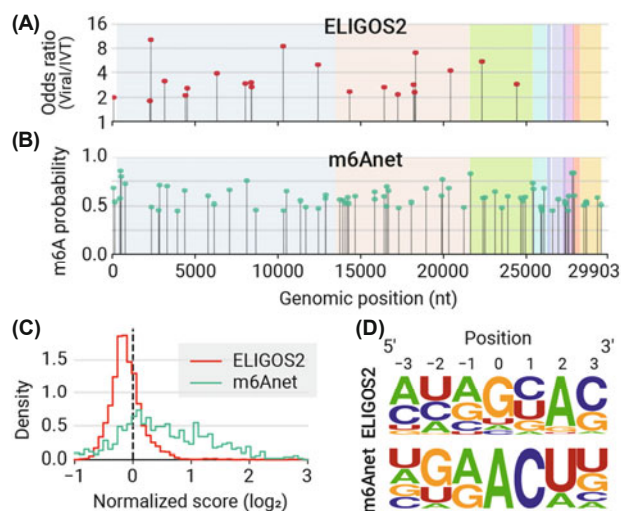 (A)
ELIGOS2
Odds ratio
(Viral/IVT)
16
8
4
2
1
(B)
m6Anet
m6A probability
1.0
0.5
0.0
0 5000 10000 15000 20000 25000 29903
Genomic position (nt)
(C)
ELIGOS2
m6Anet
Density
1.5
1.0
0.5
0.0
−1 0 1 2 3
Normalized score (log₂)
(D)
Position
5' 3'
−3 −2 −1 0 1 2 3
ELIGOS2
A U A G C A C
C C G U U G
m6Anet
U G A A C U U
A U G A G